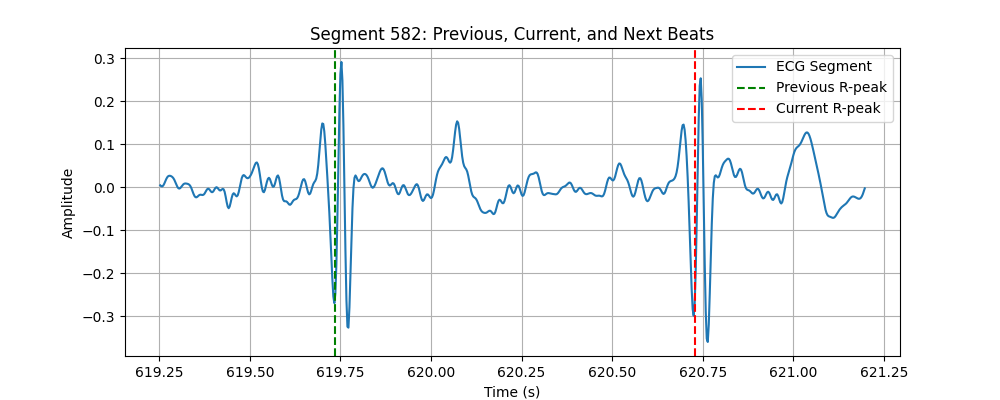 Segment 582: Previous, Current, and Next Beats
ECG Segment
Previous R-peak
Current R-peak
0.3
0.2
0.1
0.0
−0.1
−0.2
−0.3
Amplitude
619.25 619.50 619.75 620.00 620.25 620.50 620.75 621.00 621.25
Time (s)